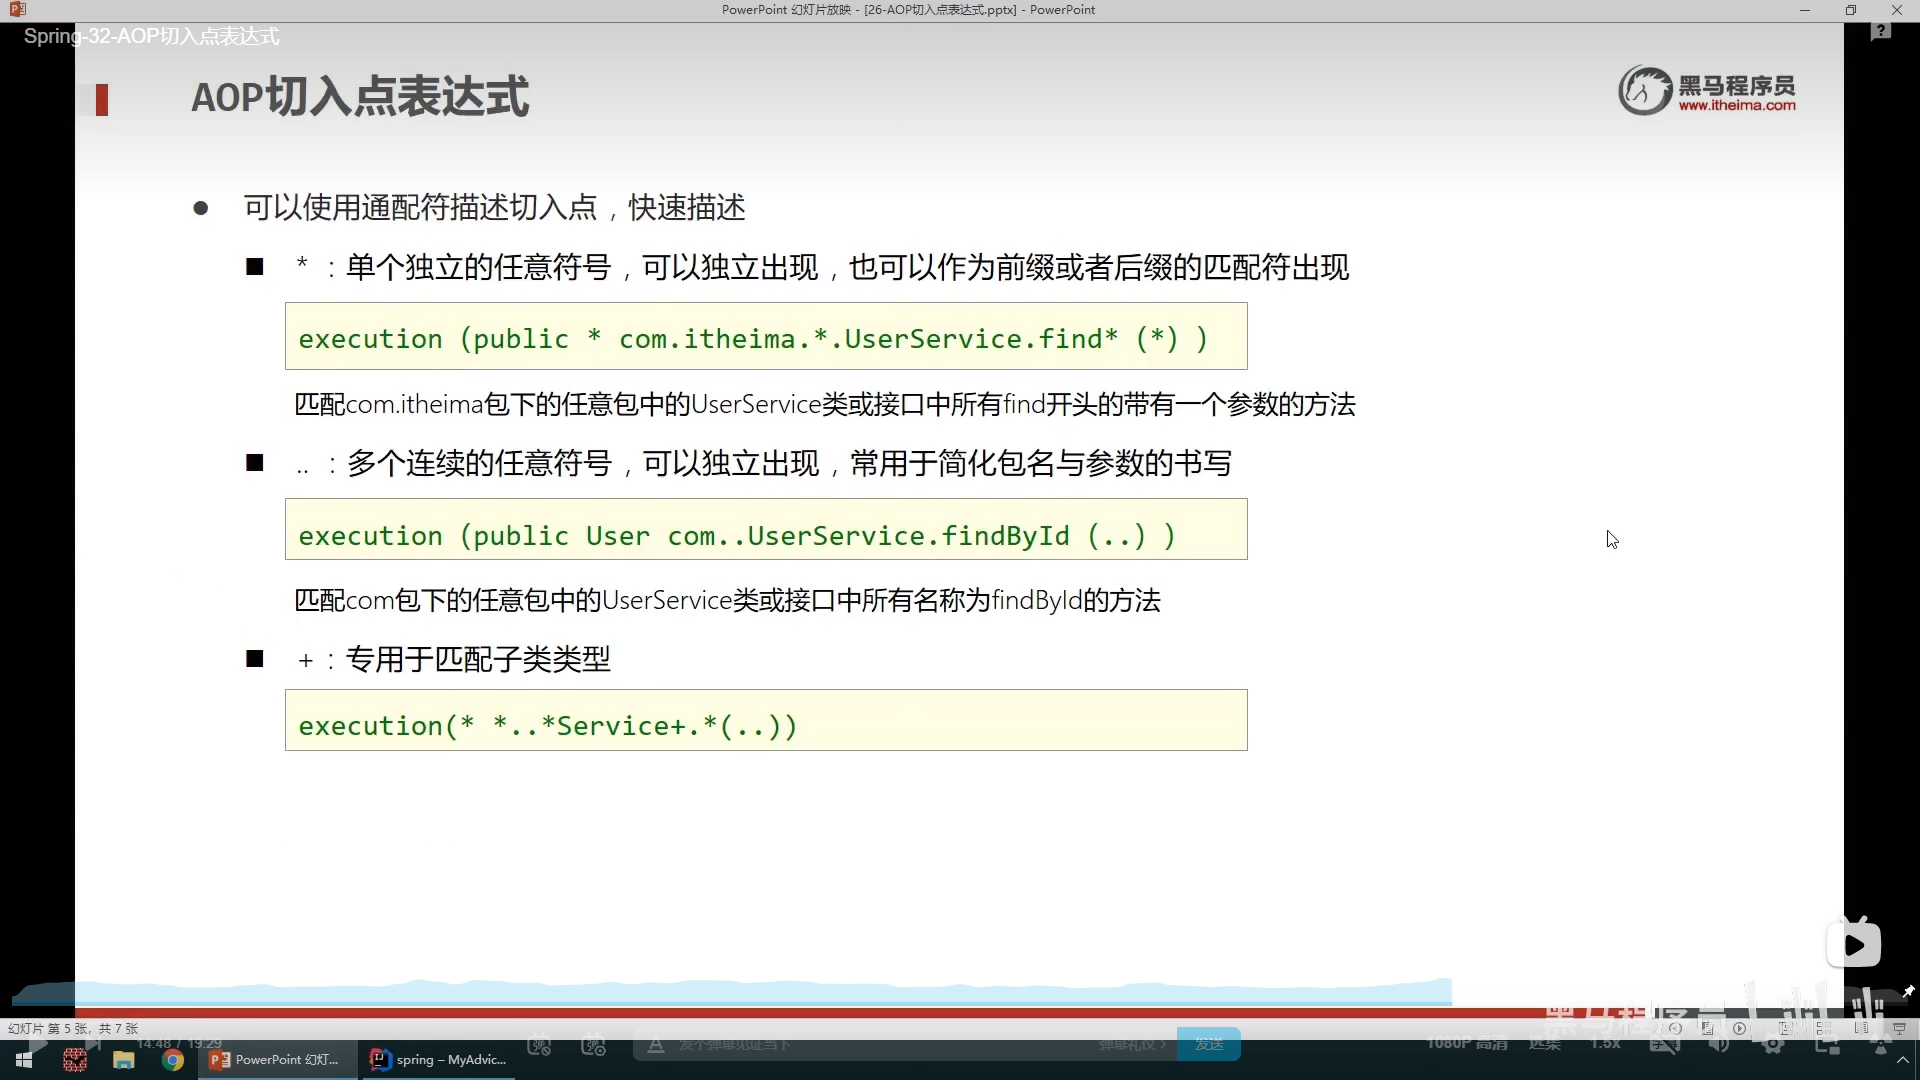 PowerPoint 幻灯片放映 - [26-AOP切入点表达式.pptx] - PowerPoint
Spring-32-AOP切入点表达式
AOP切入点表达式
黑马程序员
www.itheima.com
● 可以使用通配符描述切入点，快速描述
■ * ：单个独立的任意符号，可以独立出现，也可以作为前缀或者后缀的匹配符出现
execution (public * com.itheima.*.UserService.find* (*) )
匹配com.itheima包下的任意包中的UserService类或接口中所有find开头的带有一个参数的方法
■ .. ：多个连续的任意符号，可以独立出现，常用于简化包名与参数的书写
execution (public User com..UserService.findById (..) )
匹配com包下的任意包中的UserService类或接口中所有名称为findById的方法
■ + ：专用于匹配子类类型
execution(* *..*Service+.*(..))
幻灯片 第 5 张，共 7 张
14:48 / 19:29
发个弹幕见证当下
弹幕礼仪 >
发送
1080P 高清
选集
1.5x
PowerPoint 幻灯...
spring – MyAdvic...